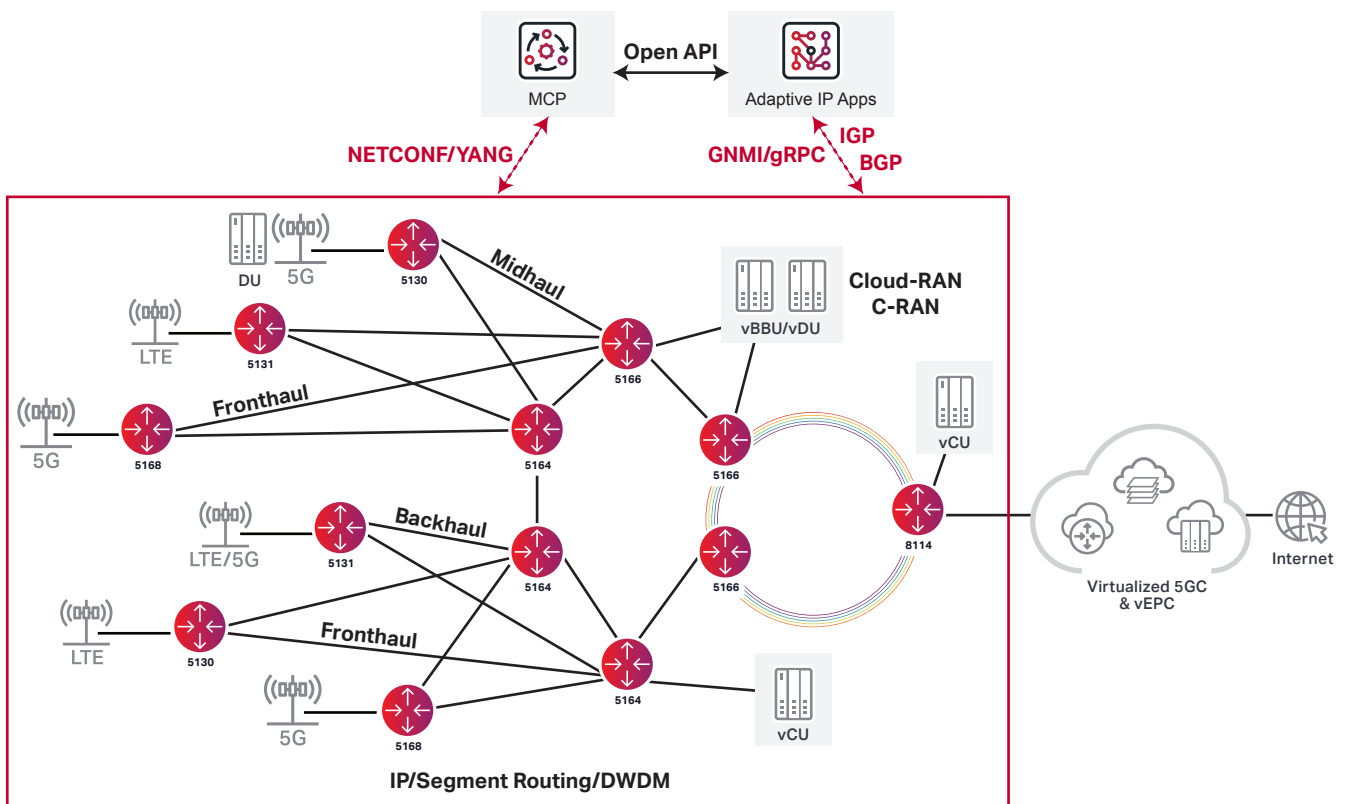 Open API
MCP
Adaptive IP Apps
NETCONF/YANG
GNMI/gRPC
IGP
BGP
DU
5G
5130
Midhaul
LTE
5131
5166
vBBU/vDU
Cloud-RAN
C-RAN
Fronthaul
5G
5168
5164
5166
vCU
LTE/5G
5131
Backhaul
5164
5166
8114
Virtualized 5GC
& vEPC
Internet
LTE
5130
Fronthaul
5164
5G
5168
vCU
IP/Segment Routing/DWDM